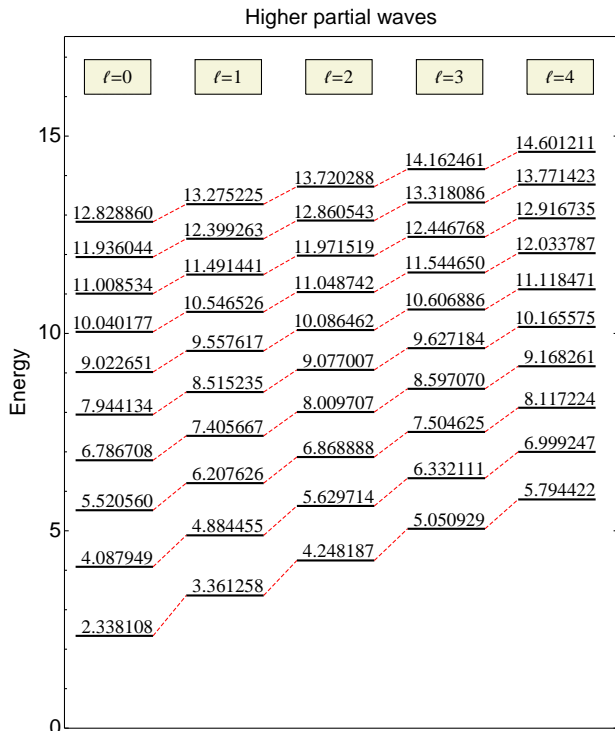 Higher partial waves
ℓ=0 ℓ=1 ℓ=2 ℓ=3 ℓ=4
15
10
5
0
Energy
12.828860 13.275225 13.720288 14.162461 14.601211
11.936044 12.399263 12.860543 13.318086 13.771423
11.008534 11.491441 11.971519 12.446768 12.916735
10.040177 10.546526 11.048742 11.544650 12.033787
9.022651 9.557617 10.086462 10.606886 11.118471
7.944134 8.515235 9.077007 9.627184 10.165575
6.786708 7.405667 8.009707 8.597070 9.168261
5.520560 6.207626 6.868888 7.504625 8.117224
4.087949 4.884455 5.629714 6.332111 6.999247
2.338108 3.361258 4.248187 5.050929 5.794422